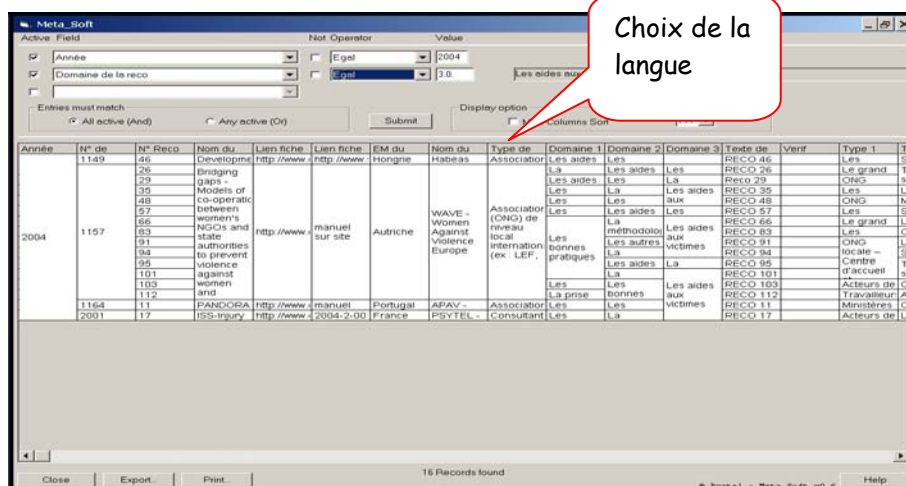 Meta_Soft
Choix de la
langue
Active Field Not Operator Value
Année Egal 2004
Domaine de la reco Egal 3.0. Les aides aux
Entries must match
All active (And) Any active (Or) Submit
Display option
Columns Sort
Année N° de N° Reco Nom du Lien fiche Lien fiche EM du Nom du Type de Domaine 1 Domaine 2 Domaine 3 Texte de Verif Type 1
2004
1149 46 Developme http://www. http://www. Hongrie Habeas Association Les aides Les RECO 46 Les
1157
Bridging
gaps -
Models of
co-operatic
between
women's
NGOs and
state
authorities
to prevent
violence
against
women
and
http://www.
manuel
sur site
Autriche
WAVE -
Women
Against
Violence
Europe
Association
(ONG) de
niveau
local
internation
(ex : LEF,
26 La Les aides Les RECO 26 Le grand
29 Les aides Les La Reco 29 ONG
35 Les La Les aides RECO 35 Les
48 Les Les aux RECO 48 ONG
57 Les Les aides Les RECO 57 Les
66 La RECO 66 Le grand
83 méthodolo RECO 83 Les
91 Les autres RECO 91 ONG
94 La RECO 94 locale –
95 Les aides La RECO 95 Centre
101 La RECO 101 d'accueil
103 Les Les RECO 103 Acteurs de
112 La prise bonnes RECO 112 Travailleur
Les
bonnes
pratiques
Les aides
aux
victimes
Les aides
aux
victimes
1164 11 PANDORA http://www. manuel Portugal APAV - Association Les Les RECO 11 Ministères
2001 17 ISS-Injury http://www. 2004-2-00 France PSYTEL - Consultant Les La RECO 17 Acteurs de
16 Records found
Close Export... Print... Help